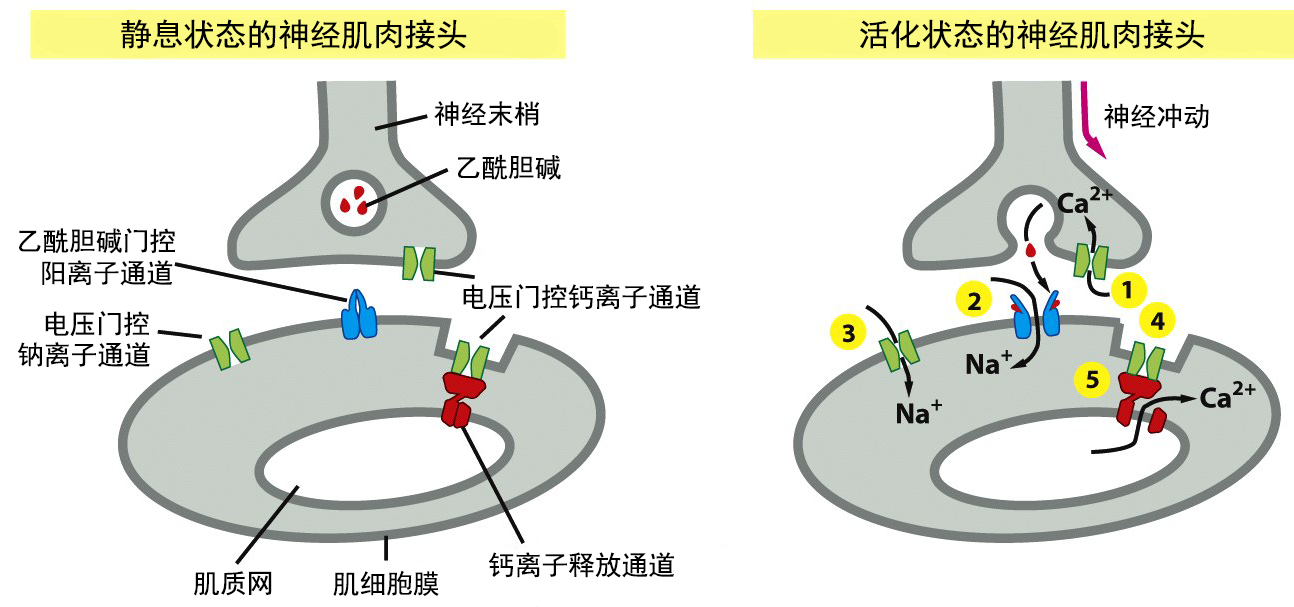 静息状态的神经肌肉接头
神经末梢
乙酰胆碱
乙酰胆碱门控
阳离子通道
电压门控钙离子通道
电压门控
钠离子通道
肌质网
肌细胞膜
钙离子释放通道
活化状态的神经肌肉接头
神经冲动
Ca²⁺
1
2
3
4
5
Na⁺
Na⁺
Ca²⁺